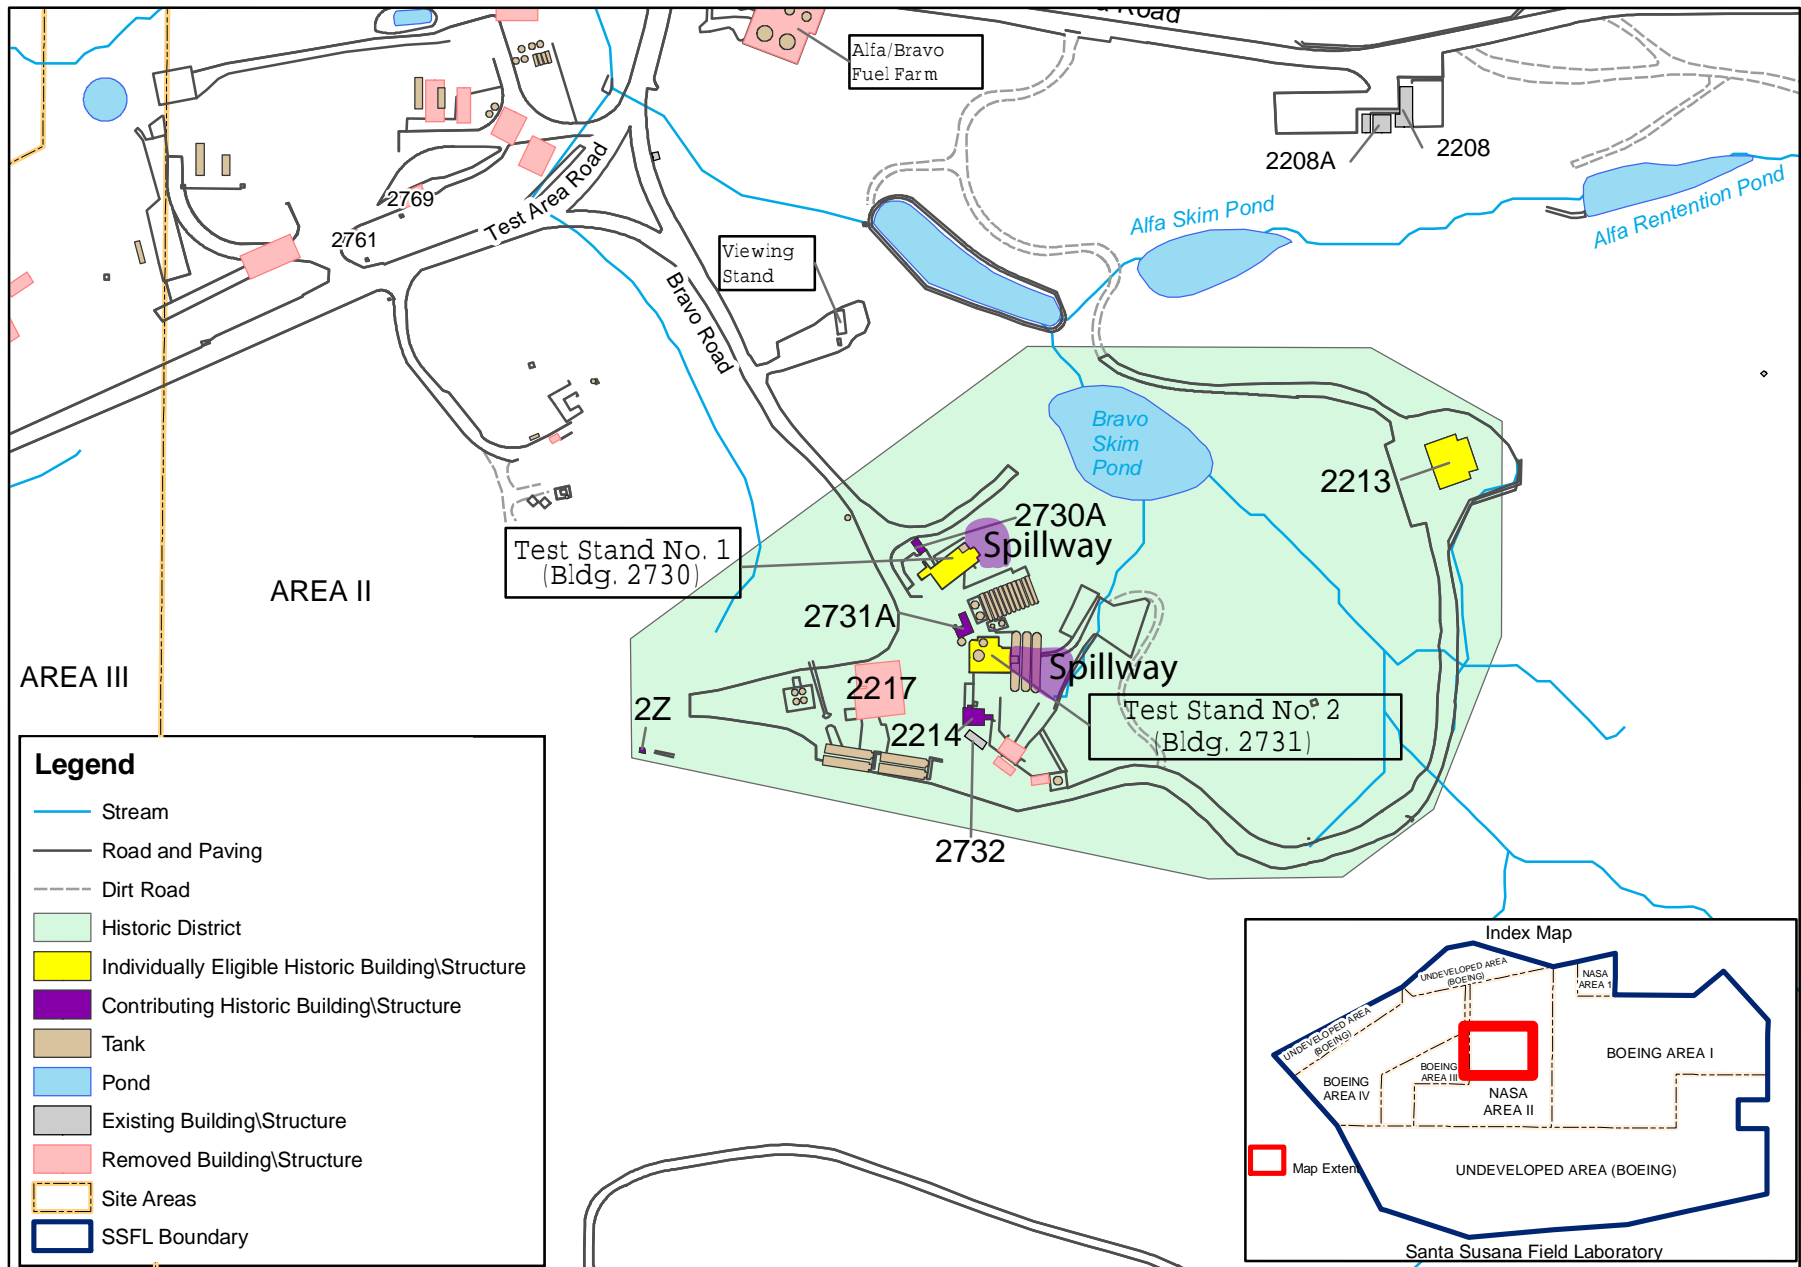 a Road
Alfa/Bravo
Fuel Farm
2208A
2208
2769
Test Area Road
2761
Viewing
Stand
Bravo Road
Alfa Skim Pond
Alfa Rentention Pond
Bravo
Skim
Pond
2213
2730A
Spillway
Test Stand No. 1
(Bldg. 2730)
AREA II
2731A
AREA III
Spillway
2217
2Z
Test Stand No. 2
(Bldg. 2731)
2214
2732
Legend
Stream
Road and Paving
Dirt Road
Historic District
Individually Eligible Historic Building\Structure
Contributing Historic Building\Structure
Tank
Pond
Existing Building\Structure
Removed Building\Structure
Site Areas
SSFL Boundary
Index Map
UNDEVELOPED AREA
(BOEING)
NASA
AREA 1
UNDEVELOPED AREA
(BOEING)
BOEING AREA I
BOEING
AREA III
BOEING
AREA IV
NASA
AREA II
Map Extent
UNDEVELOPED AREA (BOEING)
Santa Susana Field Laboratory